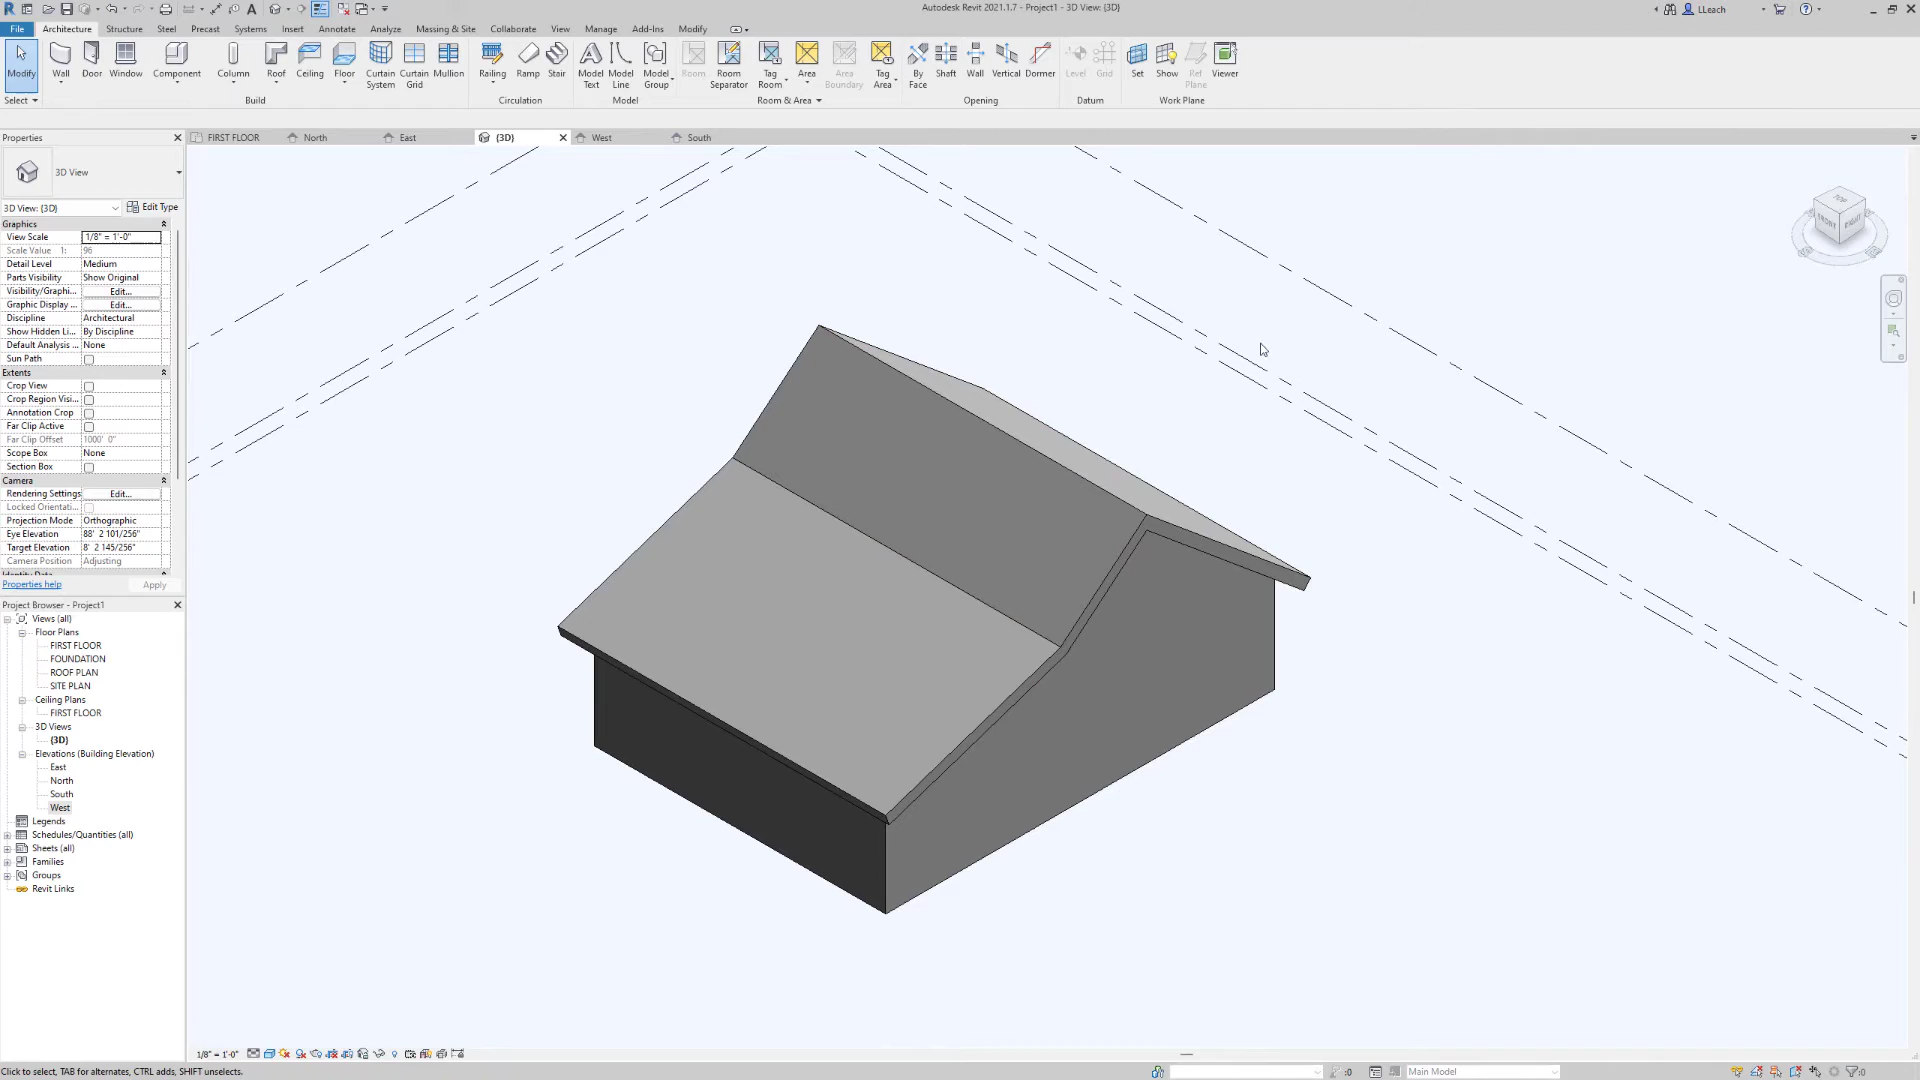 Autodesk Revit 2021.1.7 - Project1 - 3D View: {3D}
LLeach
File Architecture Structure Steel Precast Systems Insert Annotate Analyze Massing & Site Collaborate View Manage Add-Ins Modify
Modify Wall Door Window Component Column Roof Ceiling Floor Curtain System Curtain Grid Mullion Railing Ramp Stair Model Text Model Line Model Group Room Room Separator Tag Room Area Area Boundary Tag Area By Face Shaft Wall Vertical Dormer Level Grid Set Show Ref Plane Viewer
Select Build Circulation Model Room & Area Opening Datum Work Plane
Properties
FIRST FLOOR North East {3D} West South
3D View
3D View: {3D} Edit Type
Graphics
View Scale 1/8" = 1'-0"
Scale Value 1: 96
Detail Level Medium
Parts Visibility Show Original
Visibility/Graphi... Edit...
Graphic Display ... Edit...
Discipline Architectural
Show Hidden Li... By Discipline
Default Analysis ... None
Sun Path
Extents
Crop View
Crop Region Visi...
Annotation Crop
Far Clip Active
Far Clip Offset 1000' 0"
Scope Box None
Section Box
Camera
Rendering Settings Edit...
Locked Orientati...
Projection Mode Orthographic
Eye Elevation 88' 2 101/256"
Target Elevation 8' 2 145/256"
Camera Position Adjusting
Identity Data
Properties help Apply
Project Browser - Project1
Views (all)
Floor Plans
FIRST FLOOR
FOUNDATION
ROOF PLAN
SITE PLAN
Ceiling Plans
FIRST FLOOR
3D Views
{3D}
Elevations (Building Elevation)
East
North
South
West
Legends
Schedules/Quantities (all)
Sheets (all)
Families
Groups
Revit Links
TOP
FRONT RIGHT
1/8" = 1'-0"
Click to select, TAB for alternates, CTRL adds, SHIFT unselects.
:0 Main Model :0